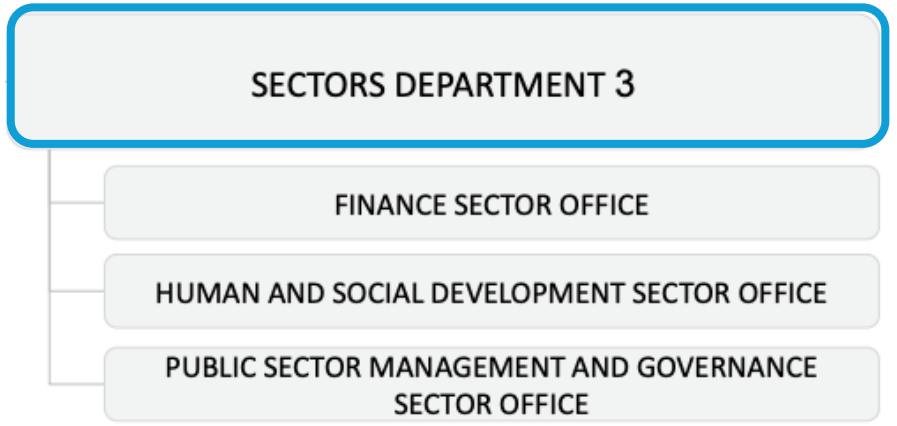 SECTORS DEPARTMENT 3
FINANCE SECTOR OFFICE
HUMAN AND SOCIAL DEVELOPMENT SECTOR OFFICE
PUBLIC SECTOR MANAGEMENT AND GOVERNANCE
SECTOR OFFICE